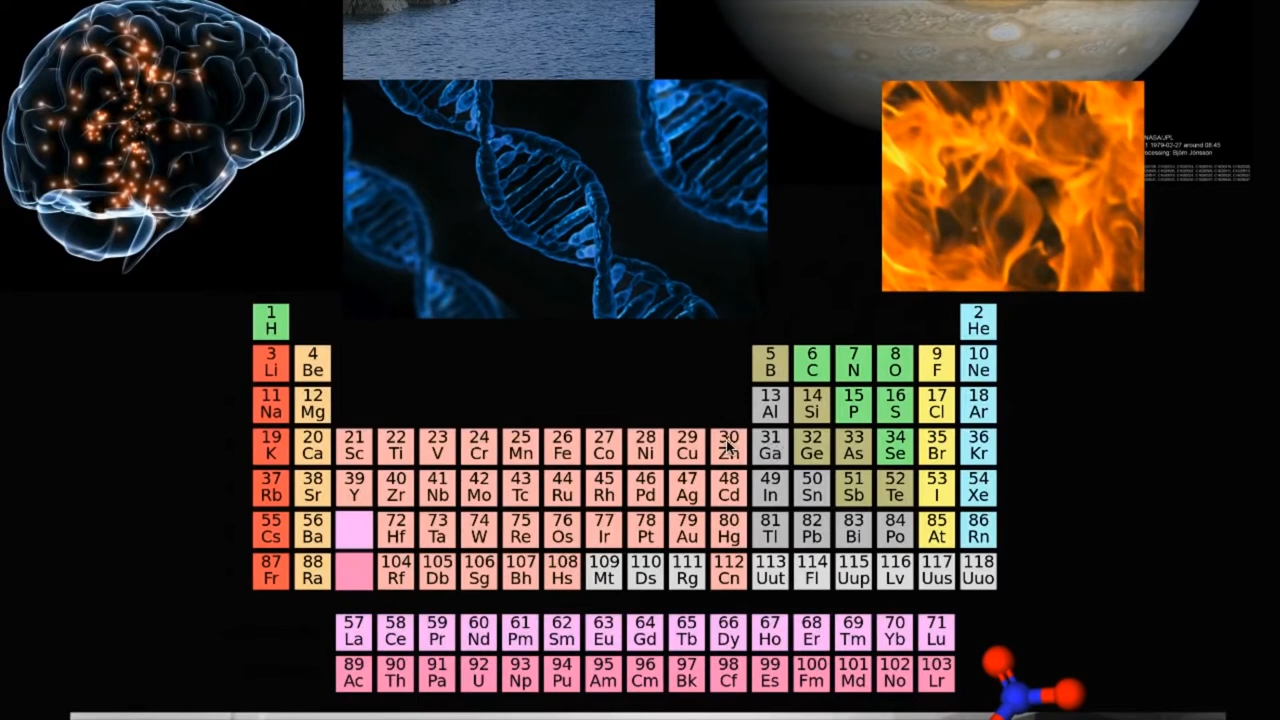 NASA/JPL
1 1979-02-27 around 08:45
ocessing: Björn Jónsson
1 2
H He
3 4 5 6 7 8 9 10
Li Be B C N O F Ne
11 12 13 14 15 16 17 18
Na Mg Al Si P S Cl Ar
19 20 21 22 23 24 25 26 27 28 29 30 31 32 33 34 35 36
K Ca Sc Ti V Cr Mn Fe Co Ni Cu Zn Ga Ge As Se Br Kr
37 38 39 40 41 42 43 44 45 46 47 48 49 50 51 52 53 54
Rb Sr Y Zr Nb Mo Tc Ru Rh Pd Ag Cd In Sn Sb Te I Xe
55 56 72 73 74 75 76 77 78 79 80 81 82 83 84 85 86
Cs Ba Hf Ta W Re Os Ir Pt Au Hg Tl Pb Bi Po At Rn
87 88 104 105 106 107 108 109 110 111 112 113 114 115 116 117 118
Fr Ra Rf Db Sg Bh Hs Mt Ds Rg Cn Uut Fl Uup Lv Uus Uuo
57 58 59 60 61 62 63 64 65 66 67 68 69 70 71
La Ce Pr Nd Pm Sm Eu Gd Tb Dy Ho Er Tm Yb Lu
89 90 91 92 93 94 95 96 97 98 99 100 101 102 103
Ac Th Pa U Np Pu Am Cm Bk Cf Es Fm Md No Lr